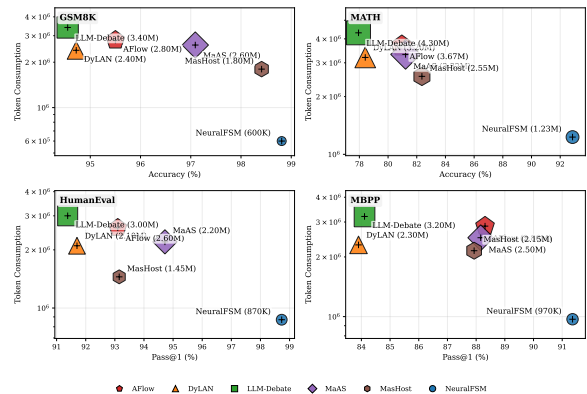 GSM8K
4 × 10⁶
3 × 10⁶
2 × 10⁶
10⁶
6 × 10⁵
Token Consumption
LLM-Debate (3.40M)
AFlow (2.80M)
DyLAN (2.40M)
MaAS (2.60M)
MasHost (1.80M)
NeuralFSM (600K)
95 96 97 98 99
Accuracy (%)
MATH
4 × 10⁶
3 × 10⁶
2 × 10⁶
10⁶
Token Consumption
LLM-Debate (4.30M)
DyLAN (3.20M)
AFlow (3.67M)
MaAS
MasHost (2.55M)
NeuralFSM (1.23M)
78 80 82 84 86 88 90 92
Accuracy (%)
HumanEval
4 × 10⁶
3 × 10⁶
2 × 10⁶
10⁶
Token Consumption
LLM-Debate (3.00M)
DyLAN
AFlow (2.60M)
MaAS (2.20M)
MasHost (1.45M)
NeuralFSM (870K)
91 92 93 94 95 96 97 98 99
Pass@1 (%)
MBPP
4 × 10⁶
3 × 10⁶
2 × 10⁶
10⁶
Token Consumption
LLM-Debate (3.20M)
DyLAN (2.30M)
MasHost (2.15M)
MaAS (2.50M)
NeuralFSM (970K)
84 85 86 87 88 89 90 91
Pass@1 (%)
AFlow DyLAN LLM-Debate MaAS MasHost NeuralFSM